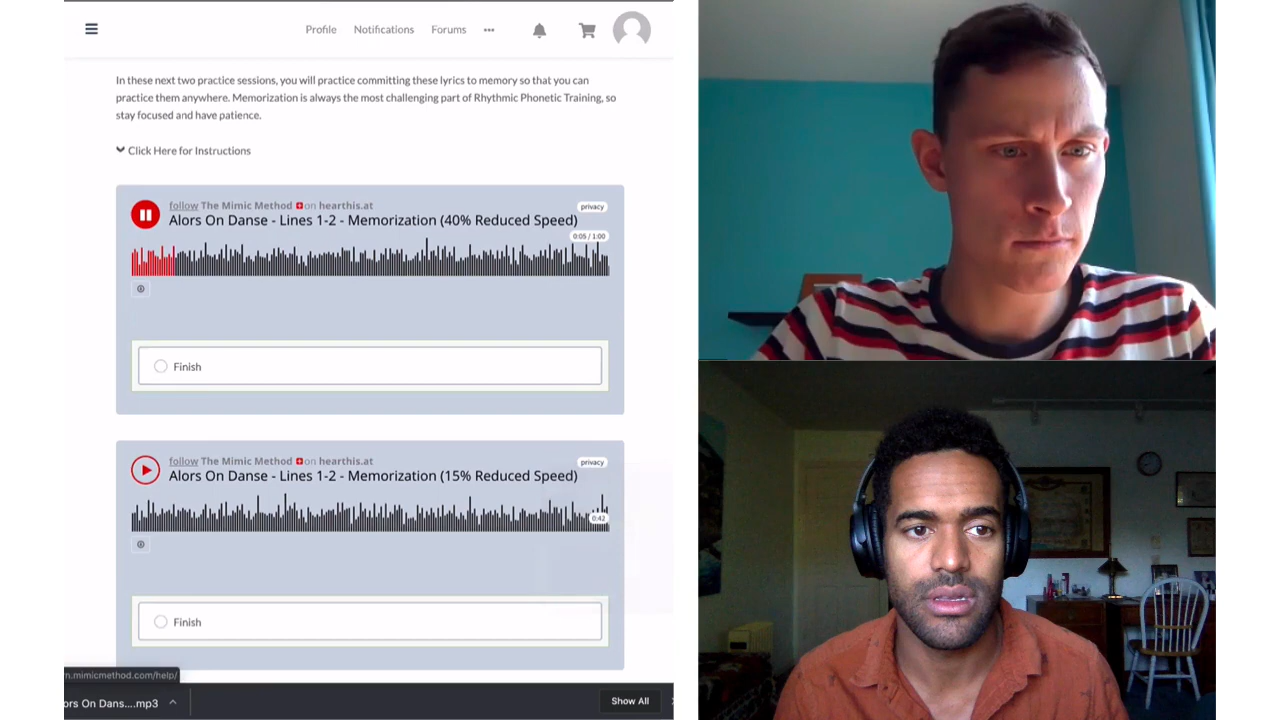 Profile Notifications Forums
In these next two practice sessions, you will practice committing these lyrics to memory so that you can
practice them anywhere. Memorization is always the most challenging part of Rhythmic Phonetic Training, so
stay focused and have patience.
Click Here for Instructions
follow The Mimic Method on hearthis.at
privacy
Alors On Danse - Lines 1-2 - Memorization (40% Reduced Speed)
0:05 / 1:00
Finish
follow The Mimic Method on hearthis.at
privacy
Alors On Danse - Lines 1-2 - Memorization (15% Reduced Speed)
0:42
Finish
n.mimicmethod.com/help/
ors On Dans....mp3
Show All